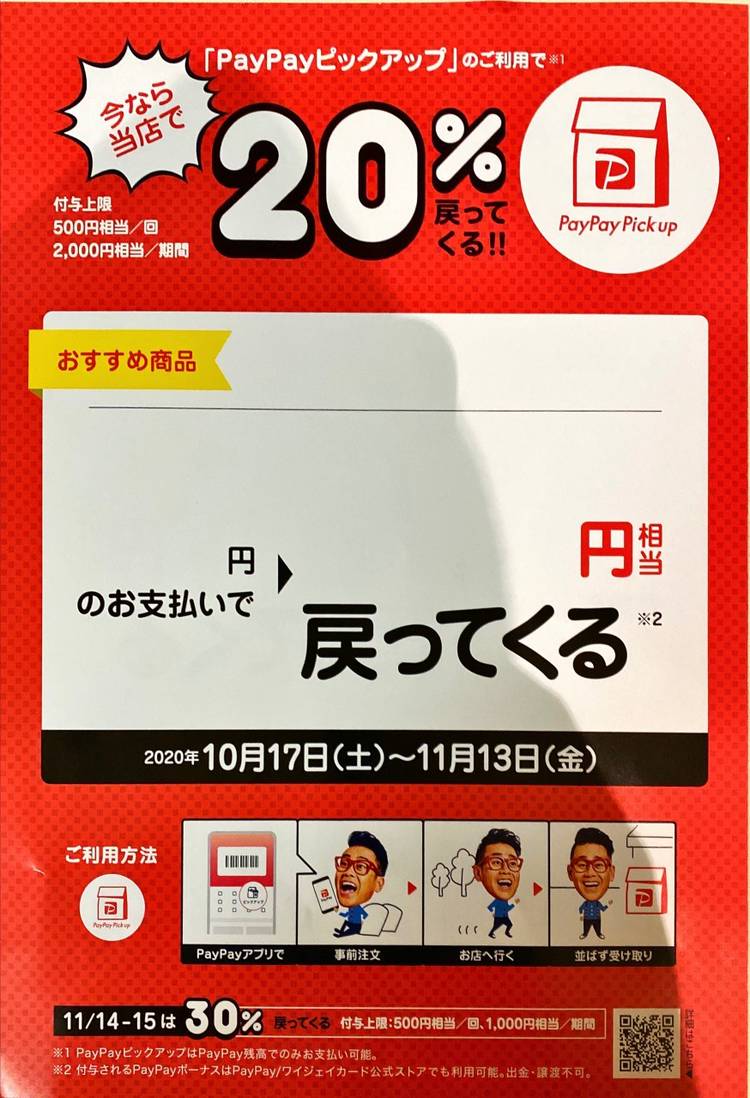 「PayPayピックアップ」のご利用で※1
今なら
当店で
20%
戻って
くる!!
付与上限
500円相当/回
2,000円相当/期間
PayPay Pick up
おすすめ商品
円
のお支払いで
円相当
戻ってくる※2
2020年10月17日(土)〜11月13日(金)
ご利用方法
PayPay Pick up
ピックアップ
PayPayアプリで
事前注文
お店へ行く
並ばず受け取り
11/14-15は30%戻ってくる 付与上限:500円相当/回、1,000円相当/期間
詳細はこちら
※1 PayPayピックアップはPayPay残高でのみお支払い可能。
※2 付与されるPayPayボーナスはPayPay/ワイジェイカード公式ストアでも利用可能。出金・譲渡不可。